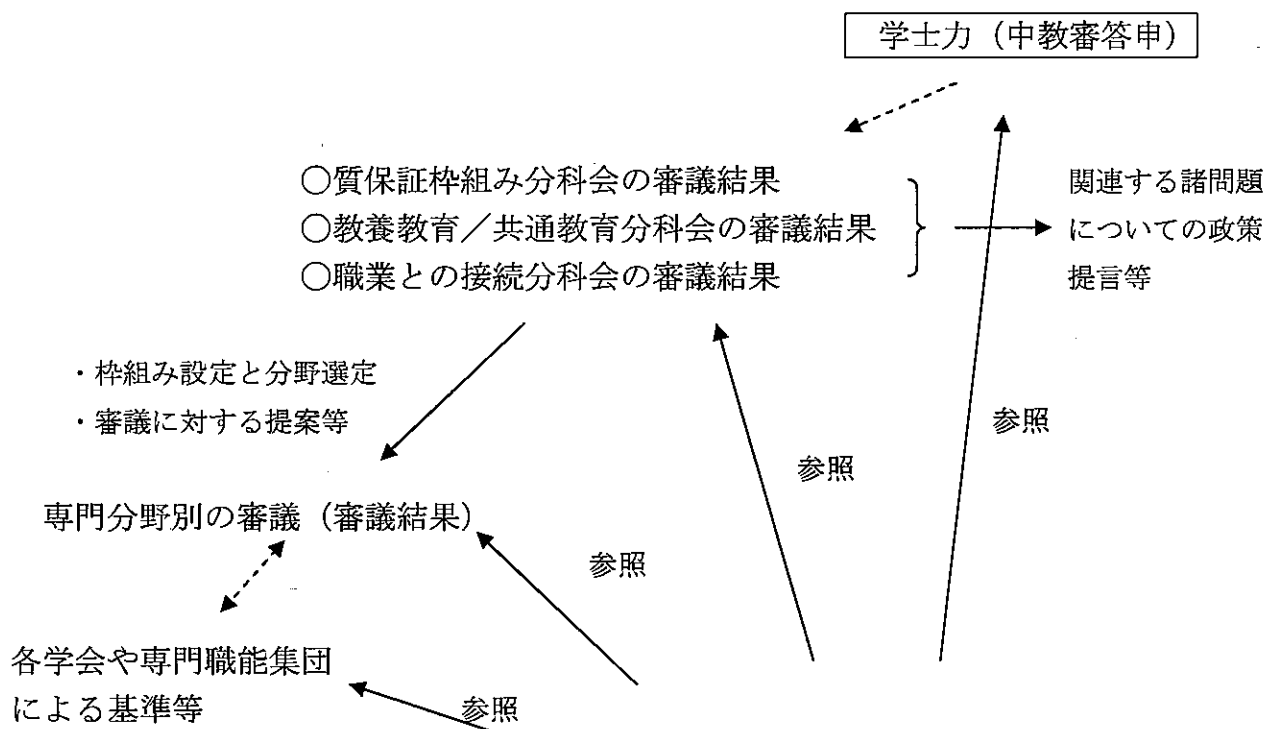 学士力（中教審答申）
○質保証枠組み分科会の審議結果
○教養教育／共通教育分科会の審議結果
○職業との接続分科会の審議結果
関連する諸問題
についての政策
提言等
・枠組み設定と分野選定
・審議に対する提案等
参照
参照
専門分野別の審議（審議結果）
参照
各学会や専門職能集団
による基準等
参照